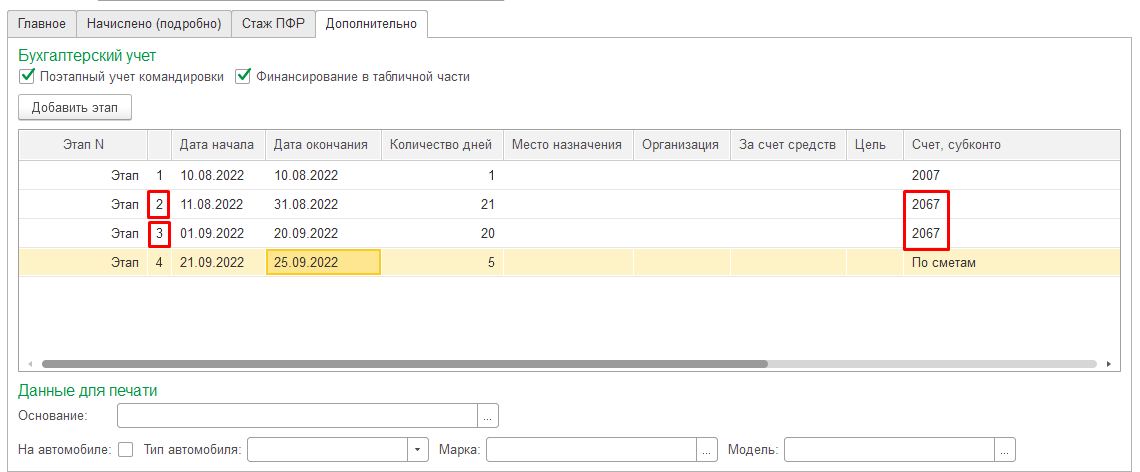 Главное Начислено (подробно) Стаж ПФР Дополнительно
Бухгалтерский учет
Поэтапный учет командировки Финансирование в табличной части
Добавить этап
Этап N Дата начала Дата окончания Количество дней Место назначения Организация За счет средств Цель Счет, субконто
Этап 1 10.08.2022 10.08.2022 1 2007
Этап 2 11.08.2022 31.08.2022 21 2067
Этап 3 01.09.2022 20.09.2022 20 2067
Этап 4 21.09.2022 25.09.2022 5 По сметам
Данные для печати
Основание: ...
На автомобиле: Тип автомобиля: Марка: ... Модель: ...